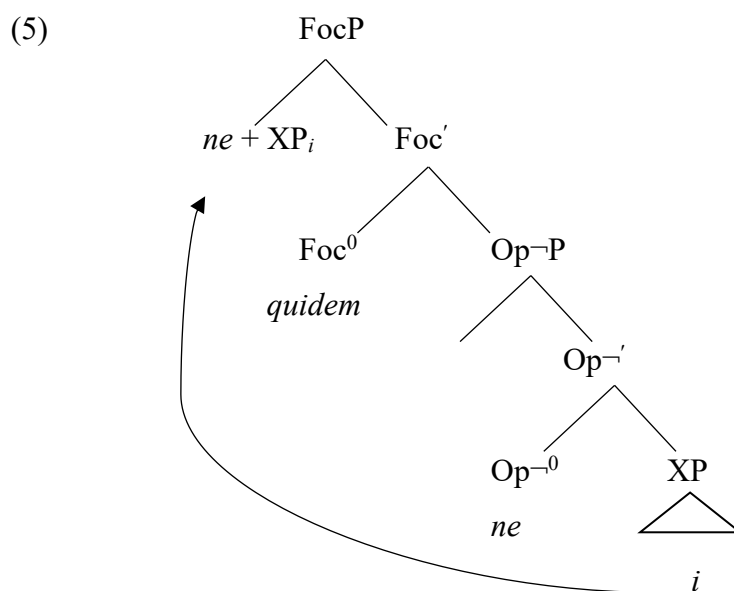 (5)
FocP
ne + XPᵢ Foc′
Foc⁰ Op¬P
quidem
Op¬′
Op¬⁰ XP
ne
i